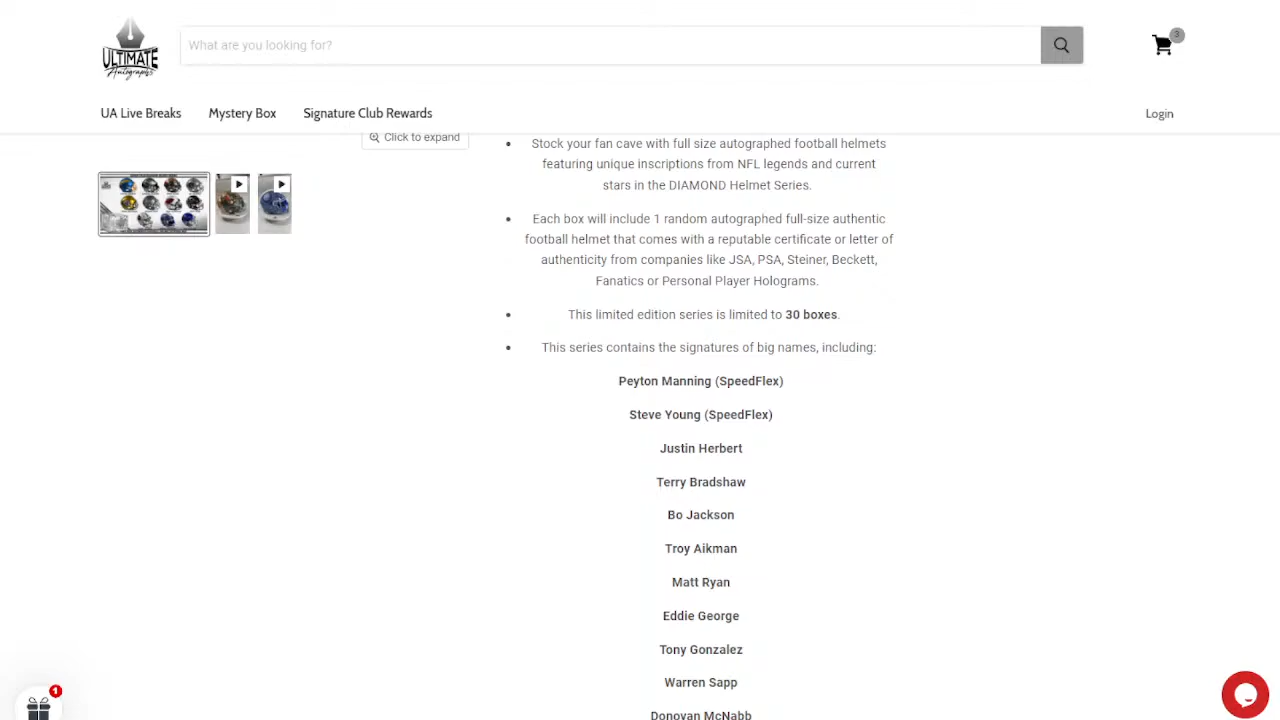 ULTIMATE
Autographs
What are you looking for?
3
UA Live Breaks
Mystery Box
Signature Club Rewards
Login
Click to expand
Stock your fan cave with full size autographed football helmets
featuring unique inscriptions from NFL legends and current
stars in the DIAMOND Helmet Series.
Each box will include 1 random autographed full-size authentic
football helmet that comes with a reputable certificate or letter of
authenticity from companies like JSA, PSA, Steiner, Beckett,
Fanatics or Personal Player Holograms.
This limited edition series is limited to 30 boxes.
This series contains the signatures of big names, including:
Peyton Manning (SpeedFlex)
Steve Young (SpeedFlex)
Justin Herbert
Terry Bradshaw
Bo Jackson
Troy Aikman
Matt Ryan
Eddie George
Tony Gonzalez
Warren Sapp
Donovan McNabb
1